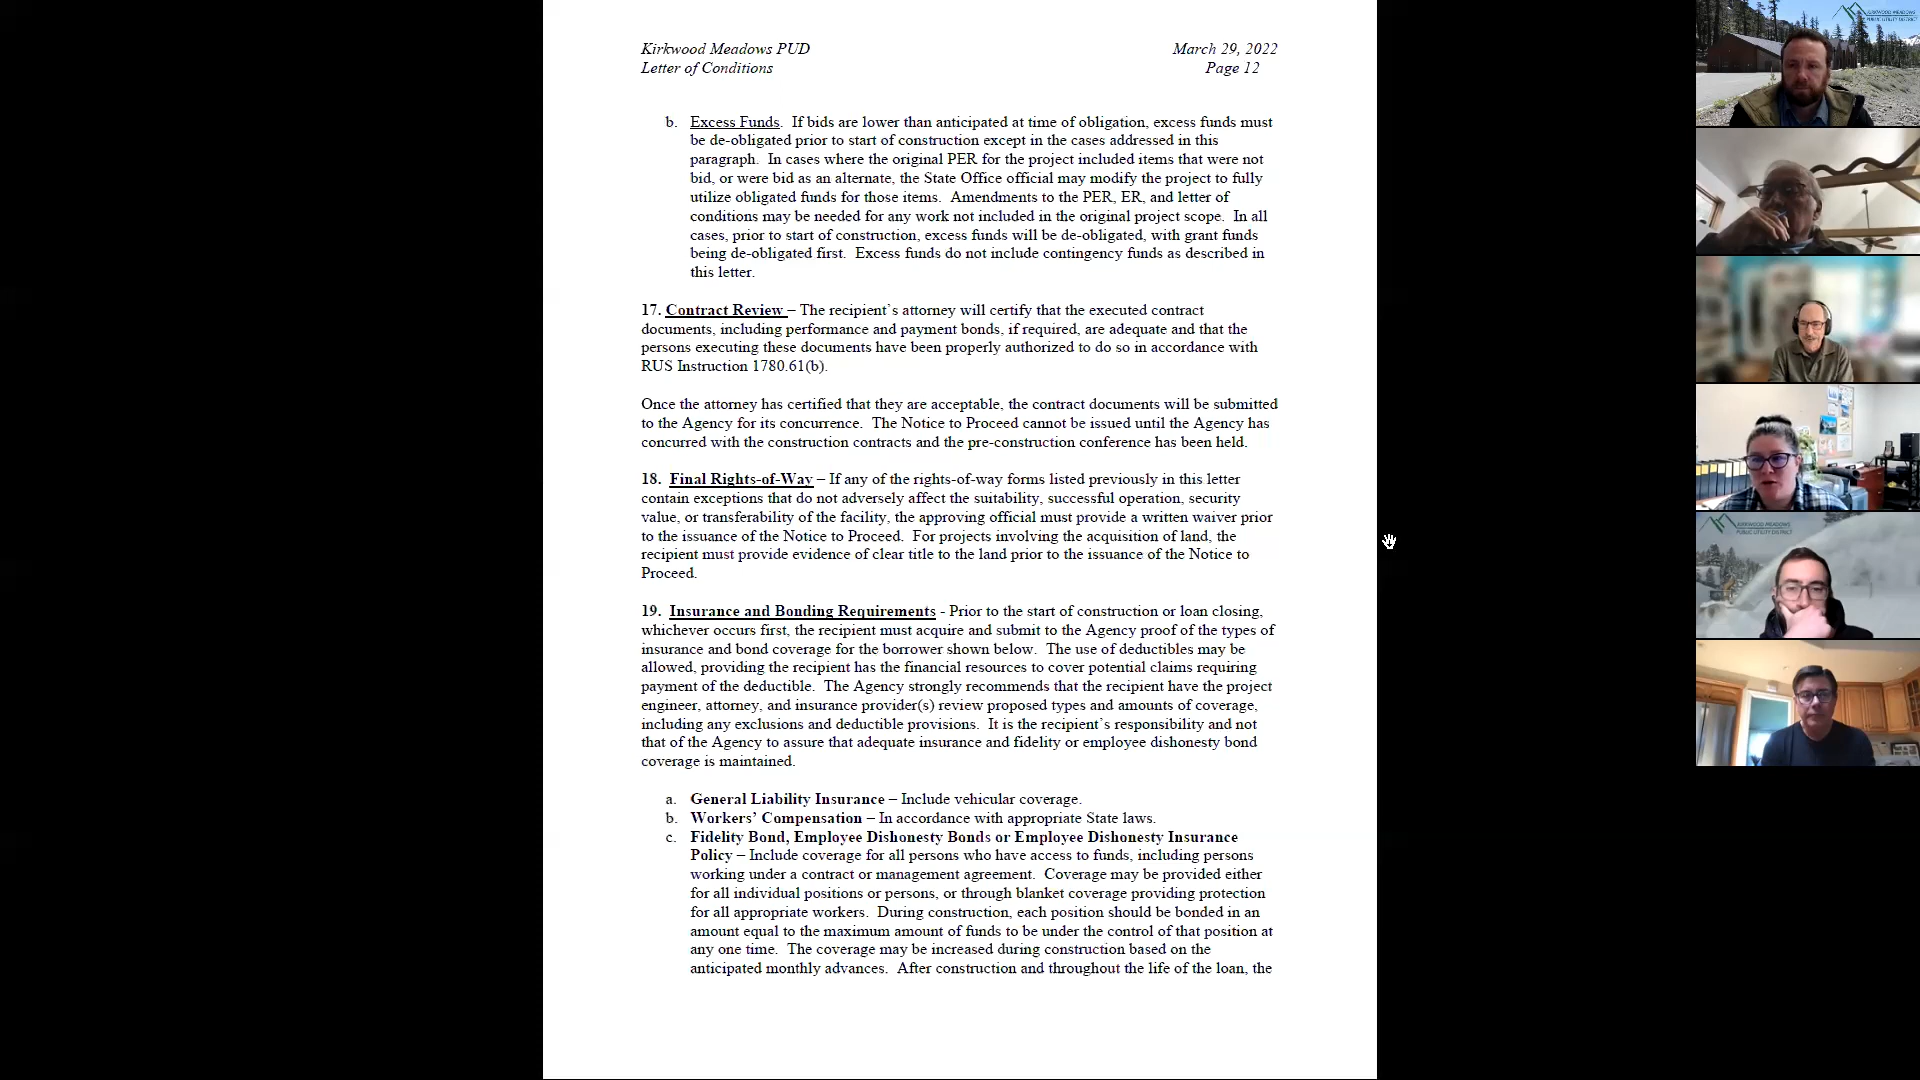 Kirkwood Meadows PUD
Letter of Conditions
March 29, 2022
Page 12
b. Excess Funds. If bids are lower than anticipated at time of obligation, excess funds must
be de-obligated prior to start of construction except in the cases addressed in this
paragraph. In cases where the original PER for the project included items that were not
bid, or were bid as an alternate, the State Office official may modify the project to fully
utilize obligated funds for those items. Amendments to the PER, ER, and letter of
conditions may be needed for any work not included in the original project scope. In all
cases, prior to start of construction, excess funds will be de-obligated, with grant funds
being de-obligated first. Excess funds do not include contingency funds as described in
this letter.
17. Contract Review – The recipient's attorney will certify that the executed contract
documents, including performance and payment bonds, if required, are adequate and that the
persons executing these documents have been properly authorized to do so in accordance with
RUS Instruction 1780.61(b).
Once the attorney has certified that they are acceptable, the contract documents will be submitted
to the Agency for its concurrence. The Notice to Proceed cannot be issued until the Agency has
concurred with the construction contracts and the pre-construction conference has been held.
18. Final Rights-of-Way – If any of the rights-of-way forms listed previously in this letter
contain exceptions that do not adversely affect the suitability, successful operation, security
value, or transferability of the facility, the approving official must provide a written waiver prior
to the issuance of the Notice to Proceed. For projects involving the acquisition of land, the
recipient must provide evidence of clear title to the land prior to the issuance of the Notice to
Proceed.
19. Insurance and Bonding Requirements - Prior to the start of construction or loan closing,
whichever occurs first, the recipient must acquire and submit to the Agency proof of the types of
insurance and bond coverage for the borrower shown below. The use of deductibles may be
allowed, providing the recipient has the financial resources to cover potential claims requiring
payment of the deductible. The Agency strongly recommends that the recipient have the project
engineer, attorney, and insurance provider(s) review proposed types and amounts of coverage,
including any exclusions and deductible provisions. It is the recipient's responsibility and not
that of the Agency to assure that adequate insurance and fidelity or employee dishonesty bond
coverage is maintained.
a. General Liability Insurance – Include vehicular coverage.
b. Workers' Compensation – In accordance with appropriate State laws.
c. Fidelity Bond, Employee Dishonesty Bonds or Employee Dishonesty Insurance
Policy – Include coverage for all persons who have access to funds, including persons
working under a contract or management agreement. Coverage may be provided either
for all individual positions or persons, or through blanket coverage providing protection
for all appropriate workers. During construction, each position should be bonded in an
amount equal to the maximum amount of funds to be under the control of that position at
any one time. The coverage may be increased during construction based on the
anticipated monthly advances. After construction and throughout the life of the loan, the
KIRKWOOD MEADOWS
PUBLIC UTILITY DISTRICT
KIRKWOOD MEADOWS
PUBLIC UTILITY DISTRICT